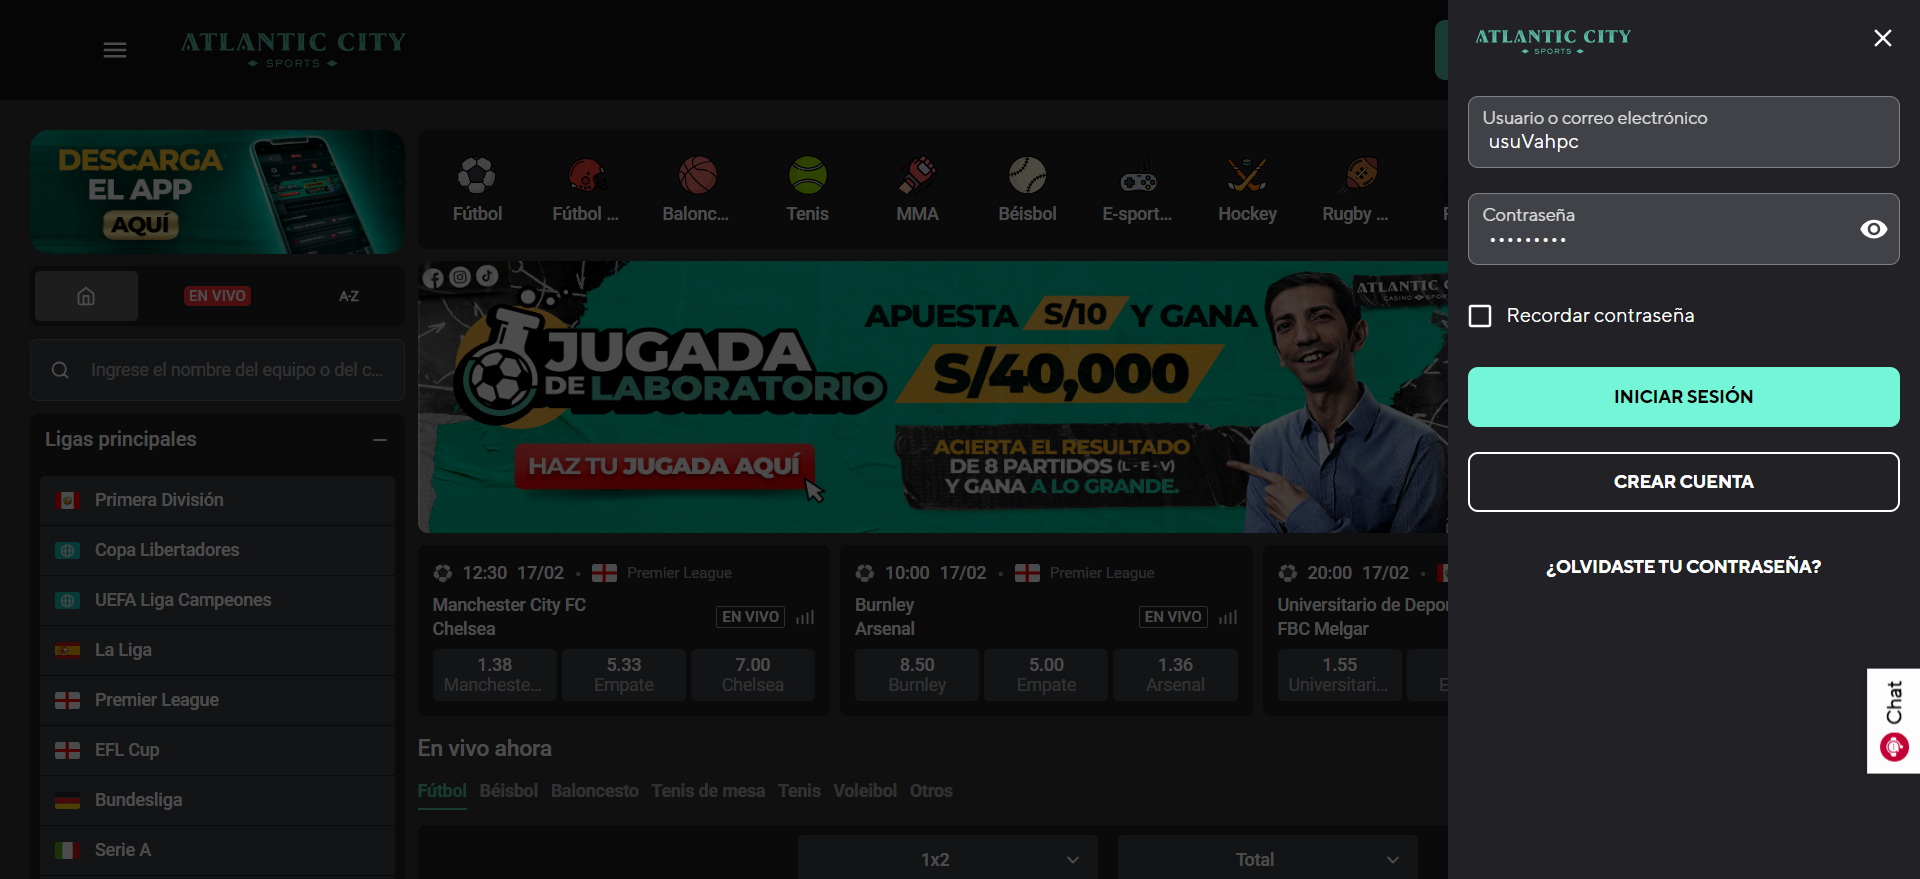 ATLANTIC CITY
SPORTS
DESCARGA
EL APP
AQUÍ
EN VIVO
A-Z
Ingrese el nombre del equipo o del c...
Ligas principales
Primera División
Copa Libertadores
UEFA Liga Campeones
La Liga
Premier League
EFL Cup
Bundesliga
Serie A
Fútbol
Fútbol ...
Balonc...
Tenis
MMA
Béisbol
E-sport...
Hockey
Rugby ...
JUGADA
DE LABORATORIO
HAZ TU JUGADA AQUÍ
APUESTA S/10 Y GANA
S/40,000
ACIERTA EL RESULTADO
DE 8 PARTIDOS (L - E - V)
Y GANA A LO GRANDE.
ATLANTIC C
CASINO SPOR
12:30 17/02 • Premier League
Manchester City FC
Chelsea
EN VIVO
1.38 5.33 7.00
Mancheste... Empate Chelsea
10:00 17/02 • Premier League
Burnley
Arsenal
EN VIVO
8.50 5.00 1.36
Burnley Empate Arsenal
20:00 17/02 •
Universitario de Depor
FBC Melgar
1.55
Universitari... E
En vivo ahora
Fútbol Béisbol Baloncesto Tenis de mesa Tenis Voleibol Otros
1x2 Total
ATLANTIC CITY
SPORTS
Usuario o correo electrónico
usuVahpc
Contraseña
•••••••••
Recordar contraseña
INICIAR SESIÓN
CREAR CUENTA
¿OLVIDASTE TU CONTRASEÑA?
Chat